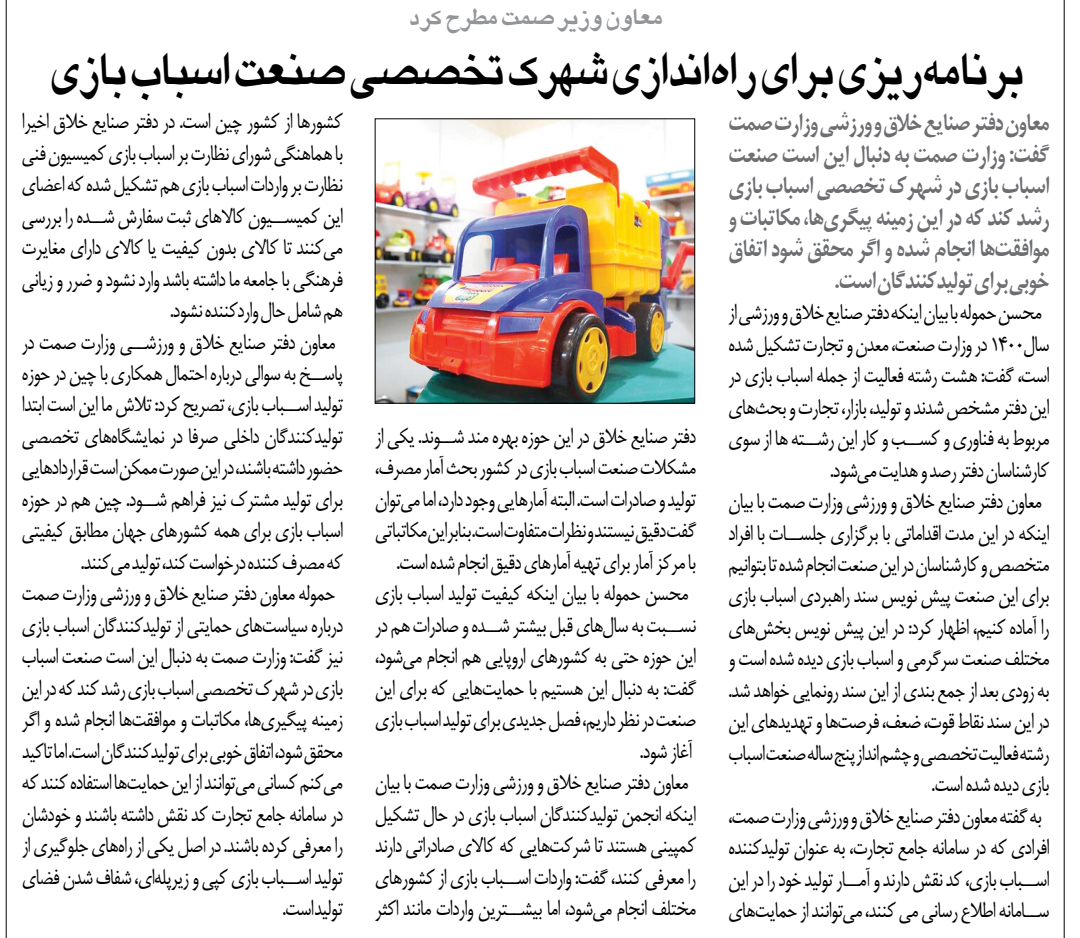 معاون وزیر صمت مطرح کرد
برنامه‌ریزی برای راه‌اندازی شهرک تخصصی صنعت اسباب بازی
معاون دفتر صنایع خلاق و ورزشی وزارت صمت
گفت: وزارت صمت به دنبال این است صنعت
اسباب بازی در شهرک تخصصی اسباب بازی
رشد کند که در این زمینه پیگری‌ها، مکاتبات و
موافقت‌ها انجام شده و اگر محقق شود اتفاق
خوبی برای تولیدکنندگان است.
محسن حموله با بیان اینکه دفتر صنایع خلاق و ورزشی از
سال ۱۴۰۰ در وزارت صنعت، معدن و تجارت تشکیل شده
است، گفت: هشت رشته فعالیت از جمله اسباب بازی در
این دفتر مشخص شدند و تولید، بازار، تجارت و بحث‌های
مربوط به فناوری و کسب و کار این رشته ها از سوی
کارشناسان دفتر رصد و هدایت می‌شود.
معاون دفتر صنایع خلاق و ورزشی وزارت صمت با بیان
اینکه در این مدت اقداماتی با برگزاری جلسات با افراد
متخصص و کارشناسان در این صنعت انجام شده تا بتوانیم
برای این صنعت پیش نویس سند راهبردی اسباب بازی
را آماده کنیم، اظهار کرد: در این پیش نویس بخش‌های
مختلف صنعت سرگرمی و اسباب بازی دیده شده است و
به زودی بعد از جمع بندی از این سند رونمایی خواهد شد.
در این سند نقاط قوت، ضعف، فرصت‌ها و تهدیدهای این
رشته فعالیت تخصصی و چشم‌انداز پنج ساله صنعت اسباب
بازی دیده شده است.
به گفته معاون دفتر صنایع خلاق و ورزشی وزارت صمت،
افرادی که در سامانه جامع تجارت، به عنوان تولیدکننده
اسباب بازی، کد نقش دارند و آمار تولید خود را در این
سامانه اطلاع رسانی می کنند، می‌توانند از حمایت‌های
دفتر صنایع خلاق در این حوزه بهره مند شوند. یکی از
مشکلات صنعت اسباب بازی در کشور بحث آمار مصرف،
تولید و صادرات است. البته آمارهایی وجود دارد، اما می‌توان
گفت دقیق نیستند و نظرات متفاوت است. بنابراین مکاتباتی
با مرکز آمار برای تهیه آمارهای دقیق انجام شده است.
محسن حموله با بیان اینکه کیفیت تولید اسباب بازی
نسبت به سال‌های قبل بیشتر شده و صادرات هم در
این حوزه حتی به کشورهای اروپایی هم انجام می‌شود،
گفت: به دنبال این هستیم با حمایت‌هایی که برای این
صنعت در نظر داریم، فصل جدیدی برای تولید اسباب بازی
آغاز شود.
معاون دفتر صنایع خلاق و ورزشی وزارت صمت با بیان
اینکه انجمن تولیدکنندگان اسباب بازی در حال تشکیل
کمپینی هستند تا شرکت‌هایی که کالای صادراتی دارند
را معرفی کنند، گفت: واردات اسباب بازی از کشورهای
مختلف انجام می‌شود، اما بیشترین واردات مانند اکثر
کشورها از کشور چین است. در دفتر صنایع خلاق اخیرا
با هماهنگی شورای نظارت بر اسباب بازی کمیسیون فنی
نظارت بر واردات اسباب بازی هم تشکیل شده که اعضای
این کمیسیون کالاهای ثبت سفارش شده را بررسی
می‌کنند تا کالای بدون کیفیت یا کالای دارای مغایرت
فرهنگی با جامعه ما داشته باشد وارد نشود و ضرر و زیانی
هم شامل حال واردکننده نشود.
معاون دفتر صنایع خلاق و ورزشی وزارت صمت در
پاسخ به سوالی درباره احتمال همکاری با چین در حوزه
تولید اسباب بازی، تصریح کرد: تلاش ما این است ابتدا
تولیدکنندگان داخلی صرفا در نمایشگاه‌های تخصصی
حضور داشته باشند، در این صورت ممکن است قراردادهایی
برای تولید مشترک نیز فراهم شود. چین هم در حوزه
اسباب بازی برای همه کشورهای جهان مطابق کیفیتی
که مصرف کننده درخواست کند، تولید می کنند.
حموله معاون دفتر صنایع خلاق و ورزشی وزارت صمت
درباره سیاست‌های حمایتی از تولیدکنندگان اسباب بازی
نیز گفت: وزارت صمت به دنبال این است صنعت اسباب
بازی در شهرک تخصصی اسباب بازی رشد کند که در این
زمینه پیگیری‌ها، مکاتبات و موافقت‌ها انجام شده و اگر
محقق شود، اتفاق خوبی برای تولیدکنندگان است. اما تاکید
می‌کنم کسانی می‌توانند از این حمایت‌ها استفاده کنند که
در سامانه جامع تجارت کد نقش داشته باشند و خودشان
را معرفی کرده باشند. در اصل یکی از راه‌های جلوگیری از
تولید اسباب بازی کپی و زیرپله‌ای، شفاف شدن فضای
تولیداست.